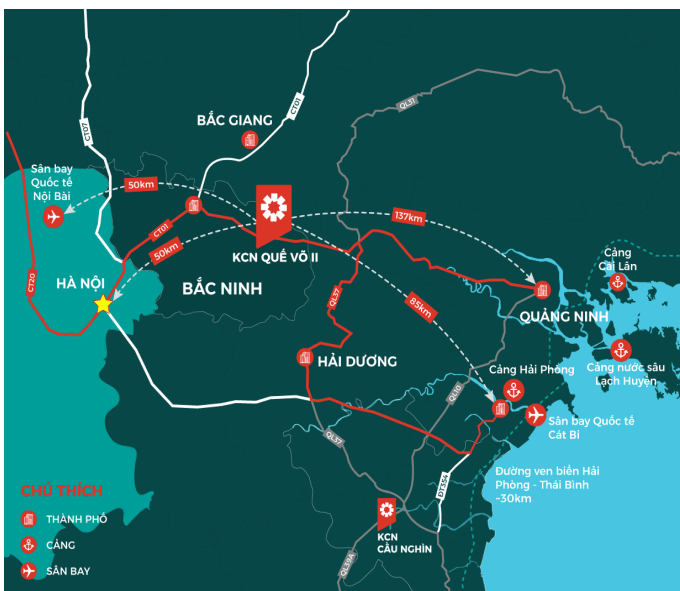 CT07
CT01
QL31
BẮC GIANG
Sân bay
Quốc tế
Nội Bài
50km
137km
CT01
50km
KCN QUẾ VÕ II
Cảng
Cái Lân
CT20
HÀ NỘI
BẮC NINH
QL37
85km
QUẢNG NINH
HẢI DƯƠNG
Cảng Hải Phòng
Cảng nước sâu
Lạch Huyện
QL10
Sân bay Quốc tế
Cát Bi
QL37
Đường ven biển Hải
Phòng - Thái Bình
~30km
ĐT354
CHÚ THÍCH
THÀNH PHỐ
CẢNG
SÂN BAY
KCN
CẦU NGHÌN
QL39A